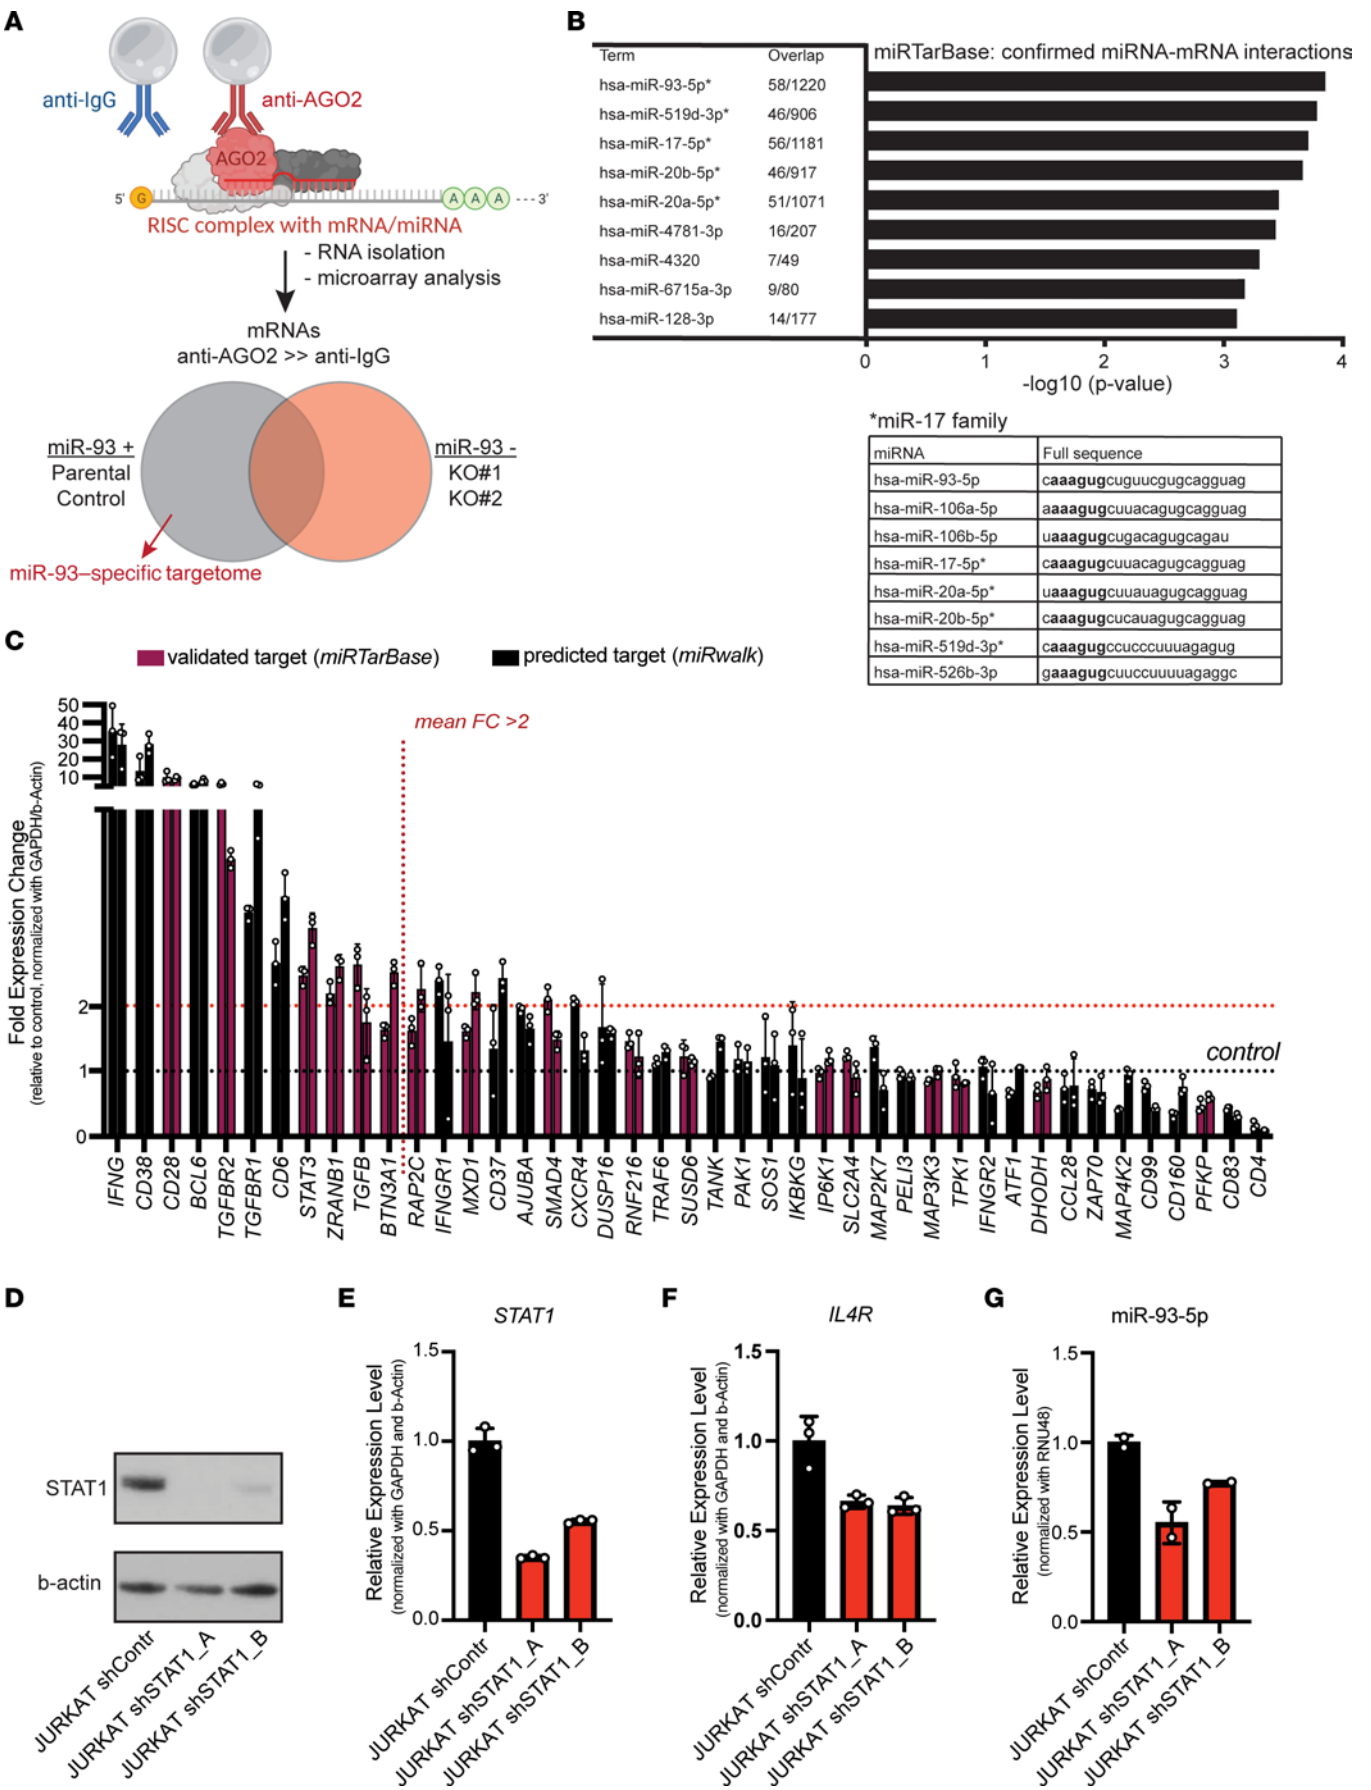 A
anti-IgG
anti-AGO2
AGO2
5'
G
A A A
--- 3'
RISC complex with mRNA/miRNA
- RNA isolation
- microarray analysis
mRNAs
anti-AGO2 >> anti-IgG
miR-93 +
Parental
Control
miR-93 -
KO#1
KO#2
miR-93–specific targetome
B
Term Overlap
miRTarBase: confirmed miRNA-mRNA interactions
hsa-miR-93-5p* 58/1220
hsa-miR-519d-3p* 46/906
hsa-miR-17-5p* 56/1181
hsa-miR-20b-5p* 46/917
hsa-miR-20a-5p* 51/1071
hsa-miR-4781-3p 16/207
hsa-miR-4320 7/49
hsa-miR-6715a-3p 9/80
hsa-miR-128-3p 14/177
0 1 2 3 4
-log10 (p-value)
*miR-17 family
miRNA Full sequence
hsa-miR-93-5p caaagugcuguucgugcagguag
hsa-miR-106a-5p aaaagugcuuacagugcagguag
hsa-miR-106b-5p uaaagugcugacagugcagau
hsa-miR-17-5p* caaagugcuuacagugcagguag
hsa-miR-20a-5p* uaaagugcuuauagugcagguag
hsa-miR-20b-5p* caaagugcucauagugcagguag
hsa-miR-519d-3p* caaagugccucccuuuagagug
hsa-miR-526b-3p gaaagugcuuccuuuuagaggc
C
validated target (miRTarBase)
predicted target (miRwalk)
mean FC >2
control
Fold Expression Change
(relative to control, normalized with GAPDH/b-Actin)
50
40
30
20
10
2
1
0
IFNG
CD38
CD28
BCL6
TGFBR2
TGFBR1
CD6
STAT3
ZRANB1
TGFB
BTN3A1
RAP2C
IFNGR1
MXD1
CD37
AJUBA
SMAD4
CXCR4
DUSP16
RNF216
TRAF6
SUSD6
TANK
PAK1
SOS1
IKBKG
IP6K1
SLC2A4
MAP2K7
PELI3
MAP3K3
TPK1
IFNGR2
ATF1
DHODH
CCL28
ZAP70
MAP4K2
CD99
CD160
PFKP
CD83
CD4
D
STAT1
b-actin
JURKAT shContr
JURKAT shSTAT1_A
JURKAT shSTAT1_B
E
STAT1
Relative Expression Level
(normalized with GAPDH and b-Actin)
1.5
1.0
0.5
0.0
JURKAT shContr
JURKAT shSTAT1_A
JURKAT shSTAT1_B
F
IL4R
Relative Expression Level
(normalized with GAPDH and b-Actin)
1.5
1.0
0.5
0.0
JURKAT shContr
JURKAT shSTAT1_A
JURKAT shSTAT1_B
G
miR-93-5p
Relative Expression Level
(normalized with RNU48)
1.5
1.0
0.5
0.0
JURKAT shContr
JURKAT shSTAT1_A
JURKAT shSTAT1_B